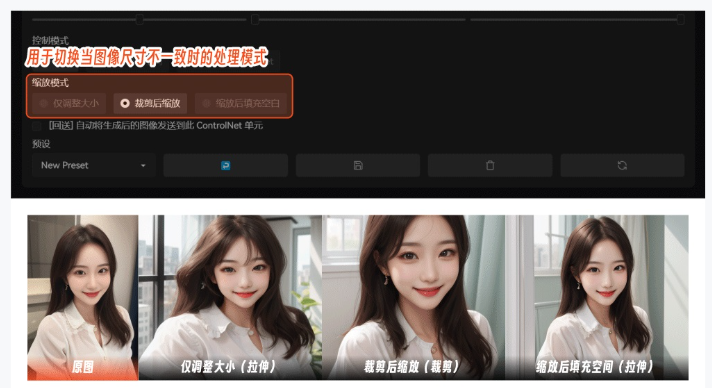 控制模式
用于切换当图像尺寸不一致时的处理模式
缩放模式
仅调整大小 裁剪后缩放 缩放后填充空白
[回送] 自动将生成后的图像发送到此 ControlNet 单元
预设
New Preset
原图 仅调整大小（拉伸） 裁剪后缩放（裁剪） 缩放后填充空间（拉伸）